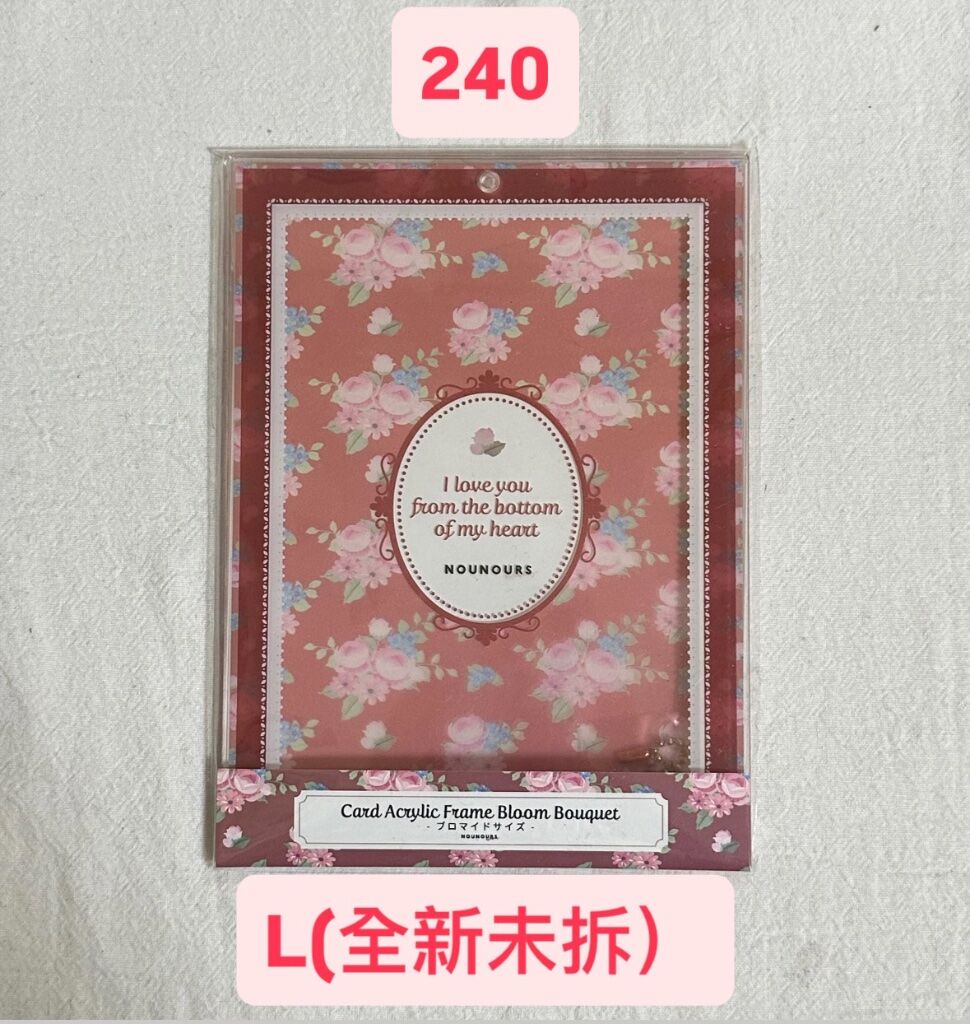 240
I love you
from the bottom
of my heart
NOUNOURS
Card Acrylic Frame Bloom Bouquet
- ブロマイドサイズ -
NOUNOURS
L(全新未拆）